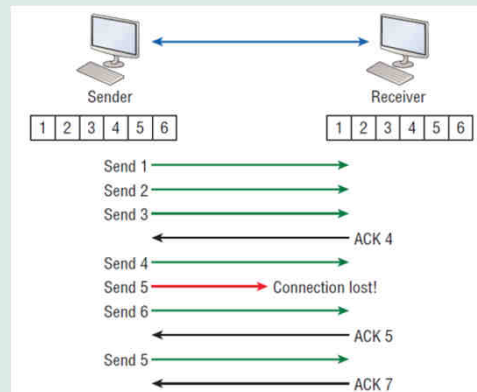 Sender
Receiver
1 2 3 4 5 6
1 2 3 4 5 6
Send 1
Send 2
Send 3
ACK 4
Send 4
Send 5 Connection lost!
Send 6
ACK 5
Send 5
ACK 7